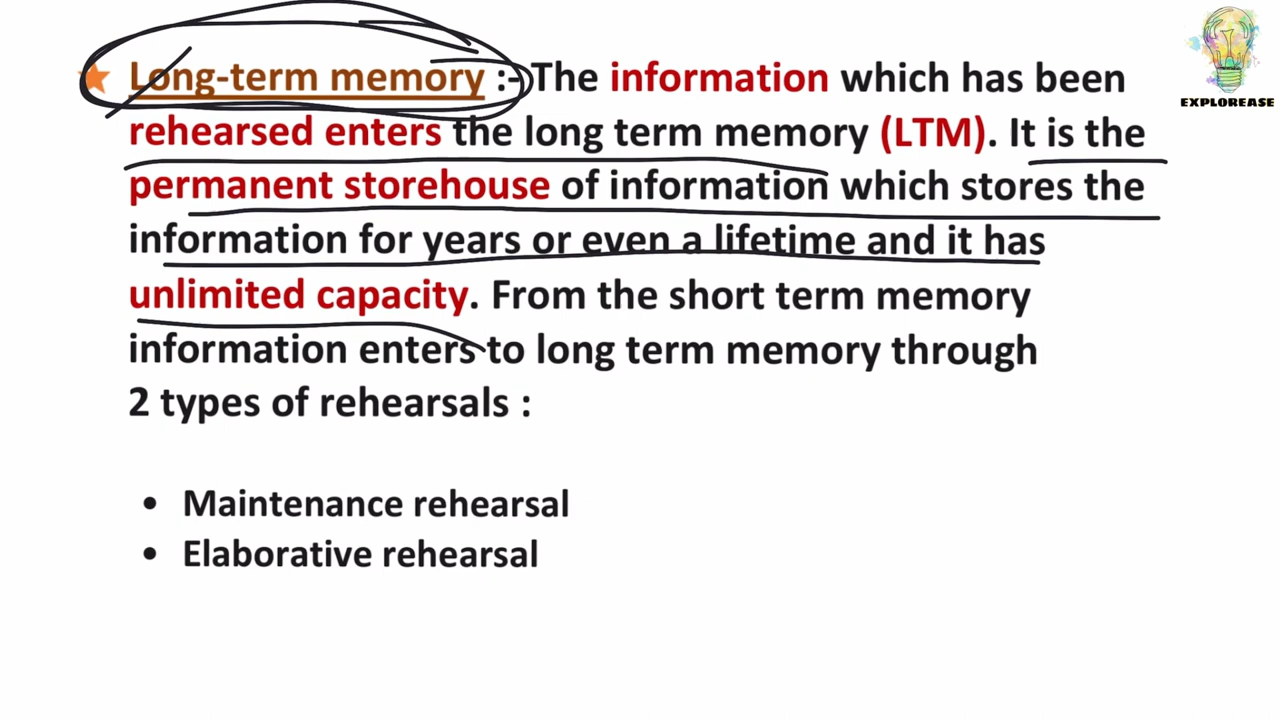 Long-term memory :- The information which has been
rehearsed enters the long term memory (LTM). It is the
permanent storehouse of information which stores the
information for years or even a lifetime and it has
unlimited capacity. From the short term memory
information enters to long term memory through
2 types of rehearsals :
• Maintenance rehearsal
• Elaborative rehearsal
EXPLOREASE